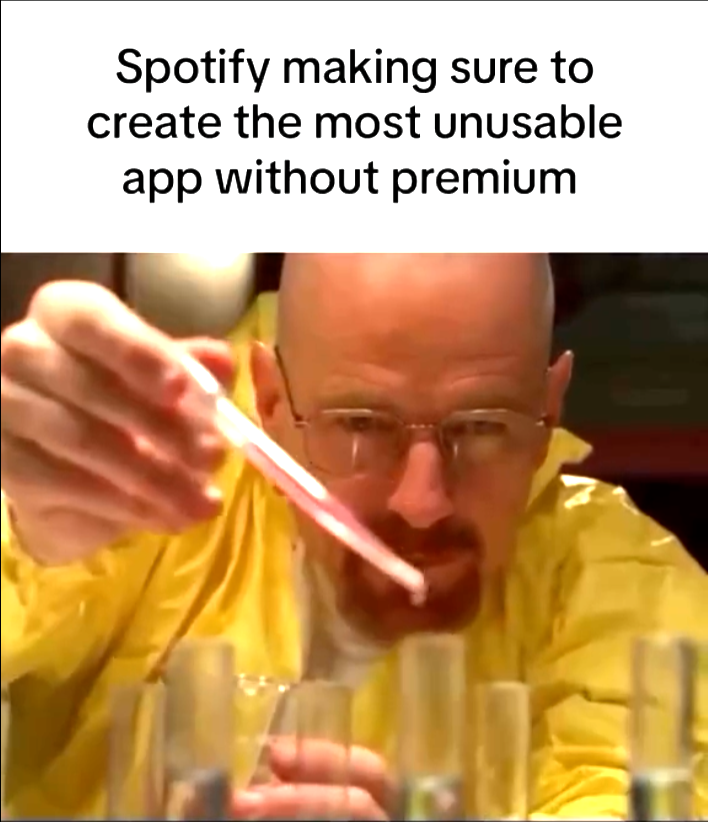 Spotify making sure to
create the most unusable
app without premium